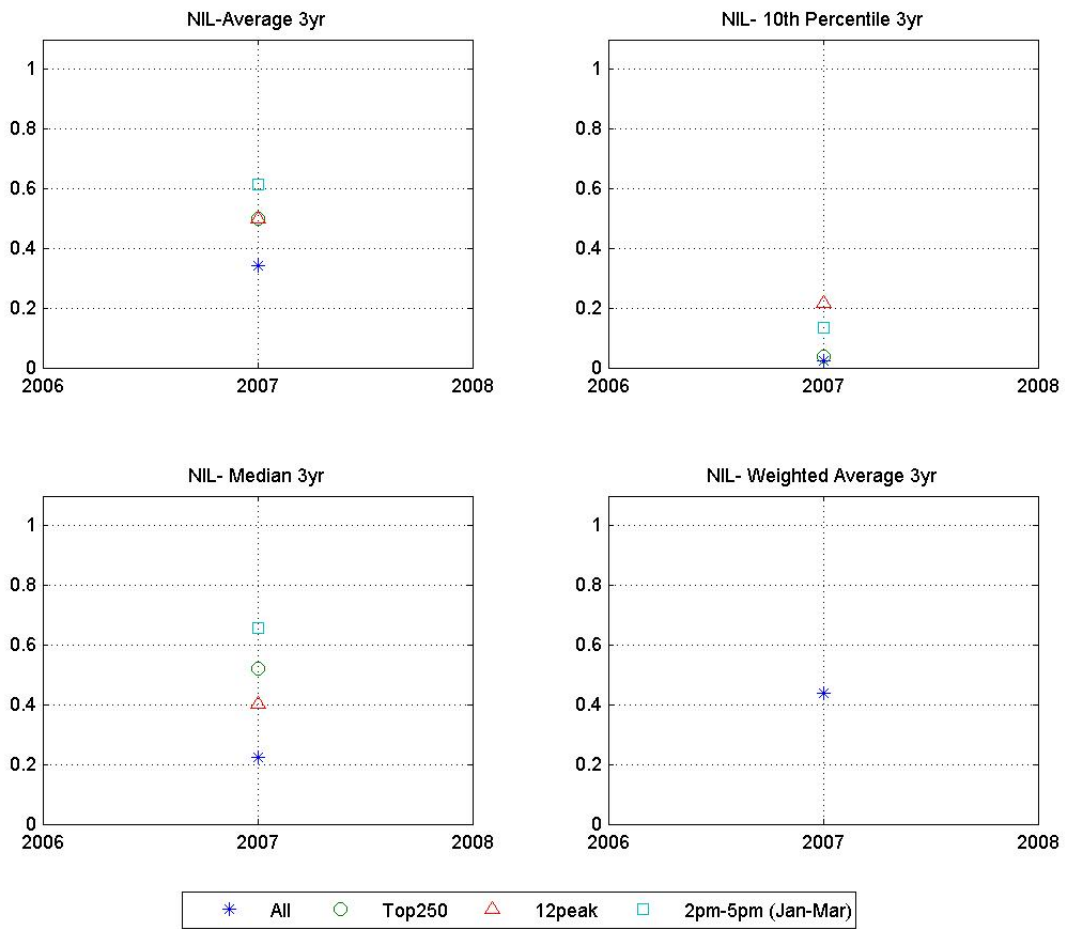 NIL-Average 3yr
1
0.8
0.6
0.4
0.2
0
2006 2007 2008
NIL- 10th Percentile 3yr
1
0.8
0.6
0.4
0.2
0
2006 2007 2008
NIL- Median 3yr
1
0.8
0.6
0.4
0.2
0
2006 2007 2008
NIL- Weighted Average 3yr
1
0.8
0.6
0.4
0.2
0
2006 2007 2008
All Top250 12peak 2pm-5pm (Jan-Mar)